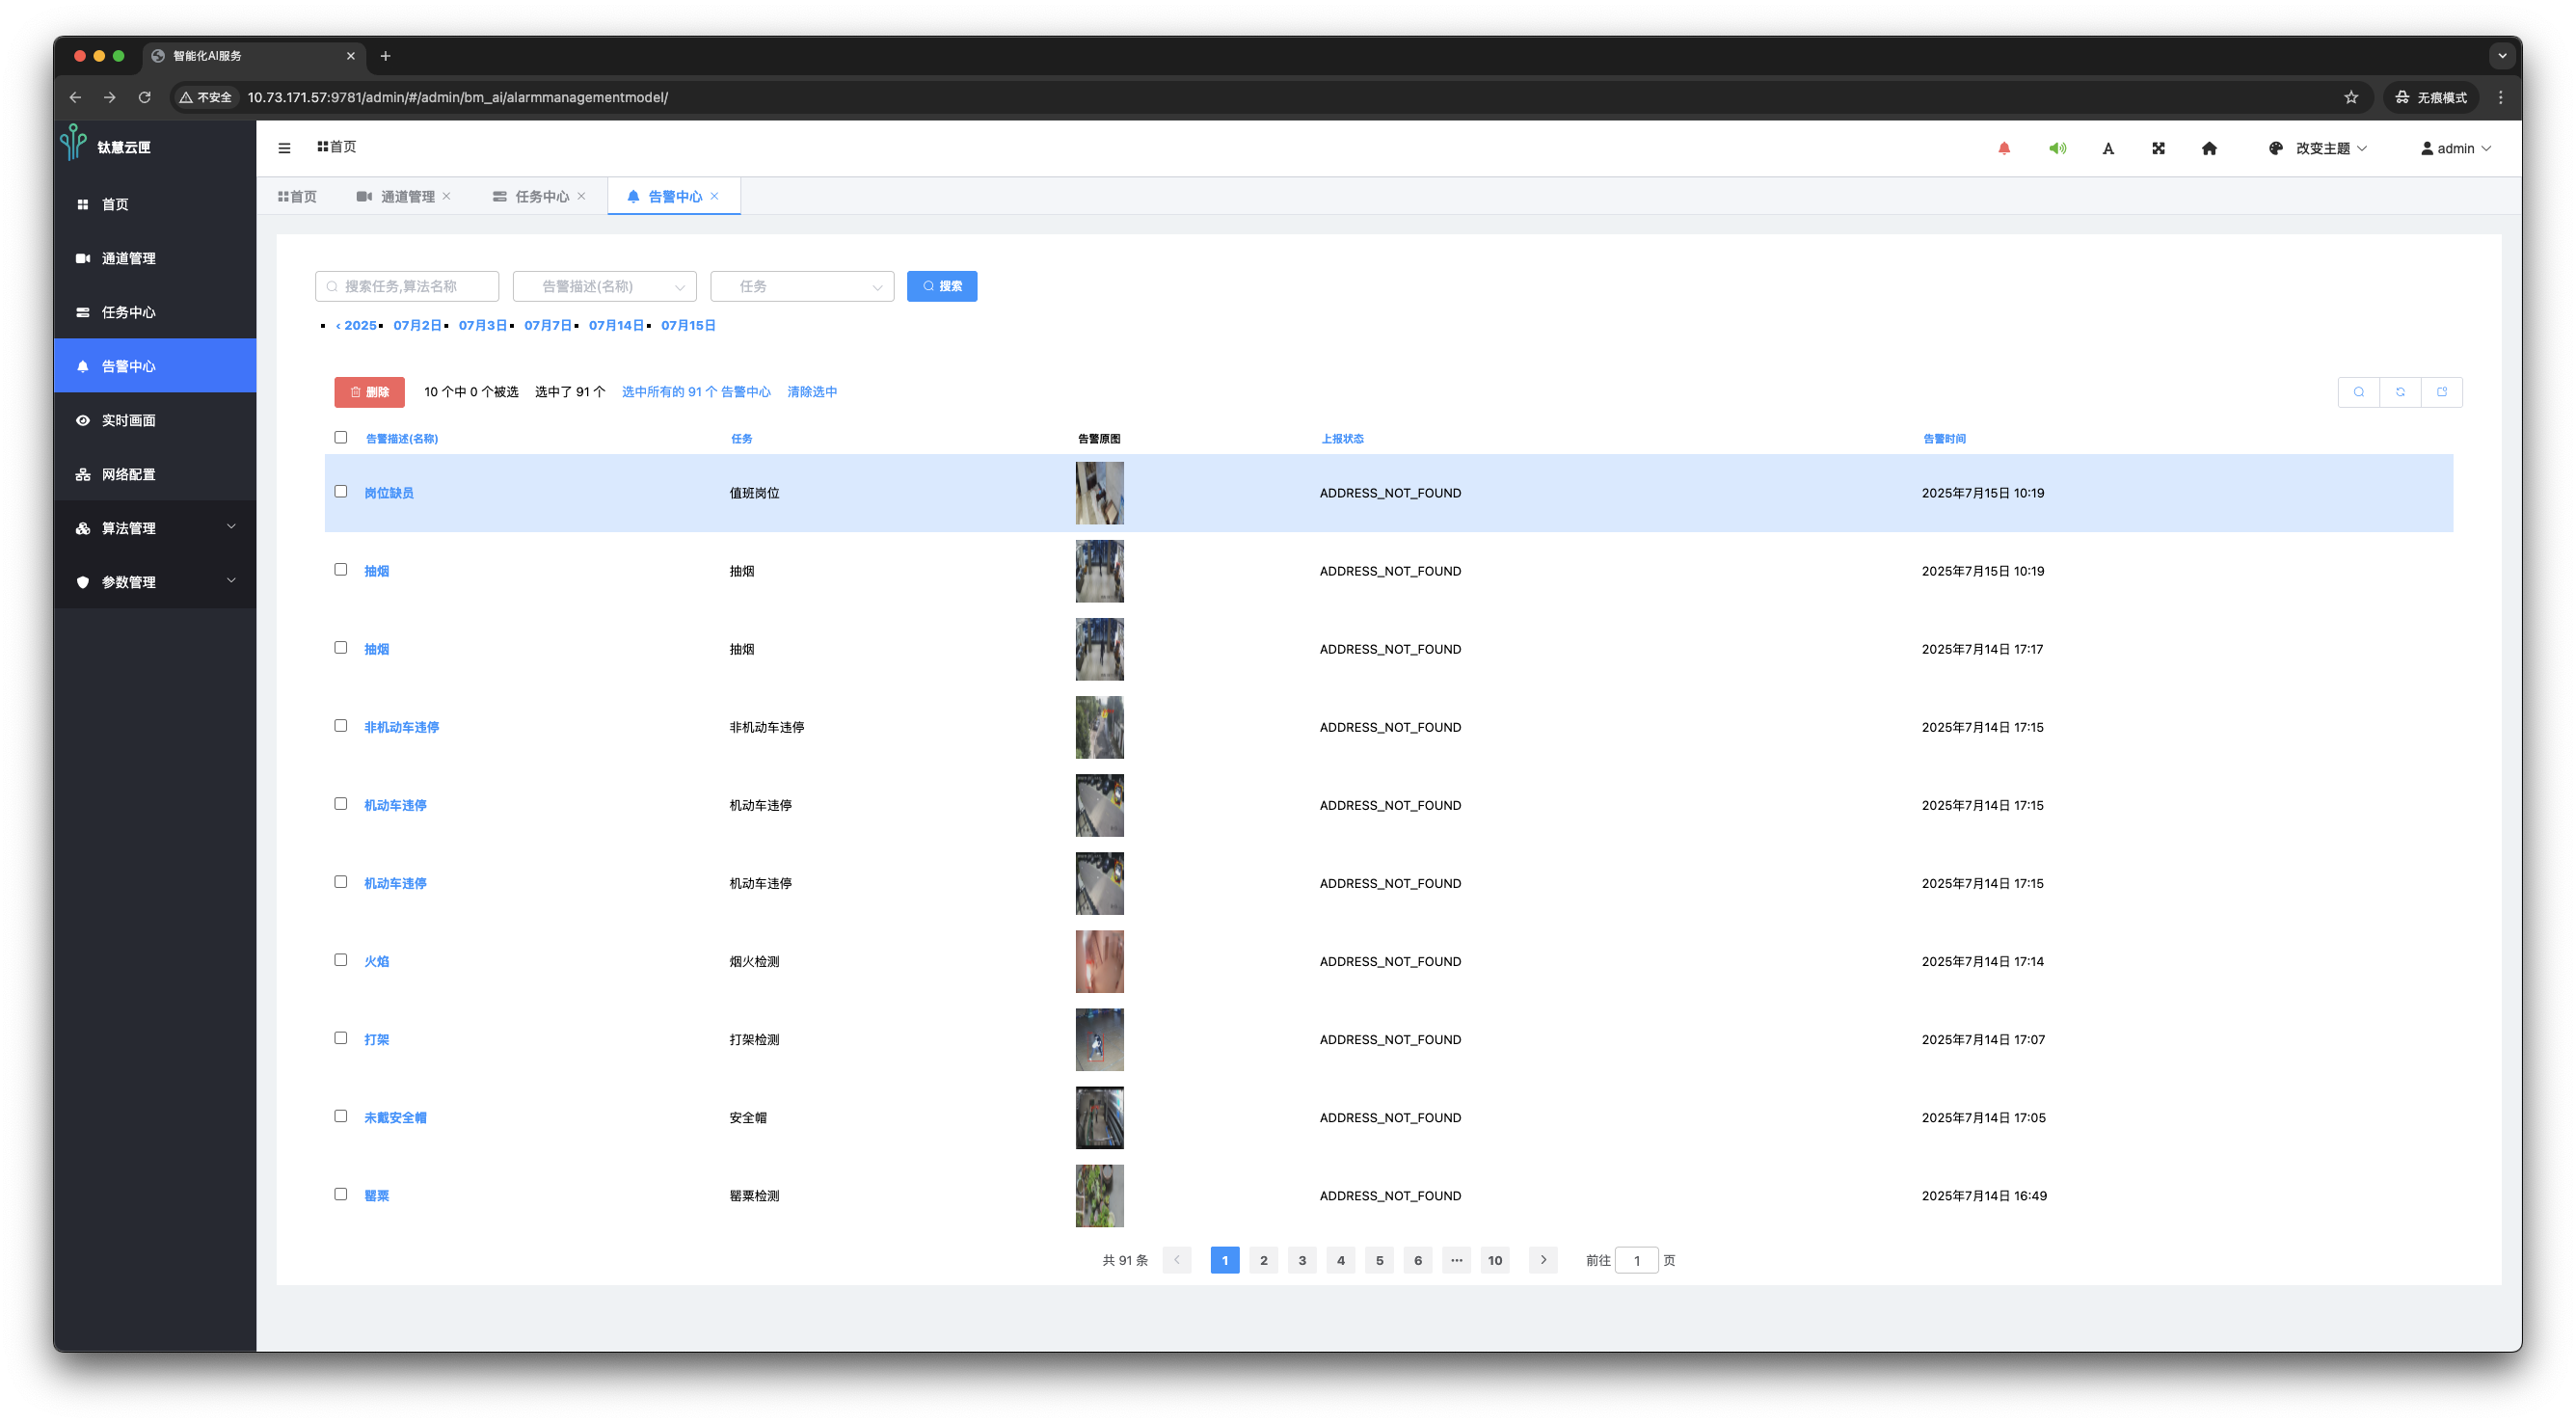 智能化AI服务
不安全 10.73.171.57:9781/admin/#/admin/bm_ai/alarmmanagementmodel/ 无痕模式
钛慧云匣
首页 改变主题 admin
首页 通道管理 任务中心 告警中心
首页
通道管理
任务中心
告警中心
实时画面
网络配置
算法管理
参数管理
搜索任务,算法名称 告警描述(名称) 任务 搜索
‹ 2025 07月2日 07月3日 07月7日 07月14日 07月15日
删除 10 个中 0 个被选 选中了 91 个 选中所有的 91 个 告警中心 清除选中
告警描述(名称) 任务 告警原图 上报状态 告警时间
岗位缺员 值班岗位 ADDRESS_NOT_FOUND 2025年7月15日 10:19
抽烟 抽烟 ADDRESS_NOT_FOUND 2025年7月15日 10:19
抽烟 抽烟 ADDRESS_NOT_FOUND 2025年7月14日 17:17
非机动车违停 非机动车违停 ADDRESS_NOT_FOUND 2025年7月14日 17:15
机动车违停 机动车违停 ADDRESS_NOT_FOUND 2025年7月14日 17:15
机动车违停 机动车违停 ADDRESS_NOT_FOUND 2025年7月14日 17:15
火焰 烟火检测 ADDRESS_NOT_FOUND 2025年7月14日 17:14
打架 打架检测 ADDRESS_NOT_FOUND 2025年7月14日 17:07
未戴安全帽 安全帽 ADDRESS_NOT_FOUND 2025年7月14日 17:05
罂粟 罂粟检测 ADDRESS_NOT_FOUND 2025年7月14日 16:49
共 91 条 1 2 3 4 5 6 ··· 10 前往 1 页